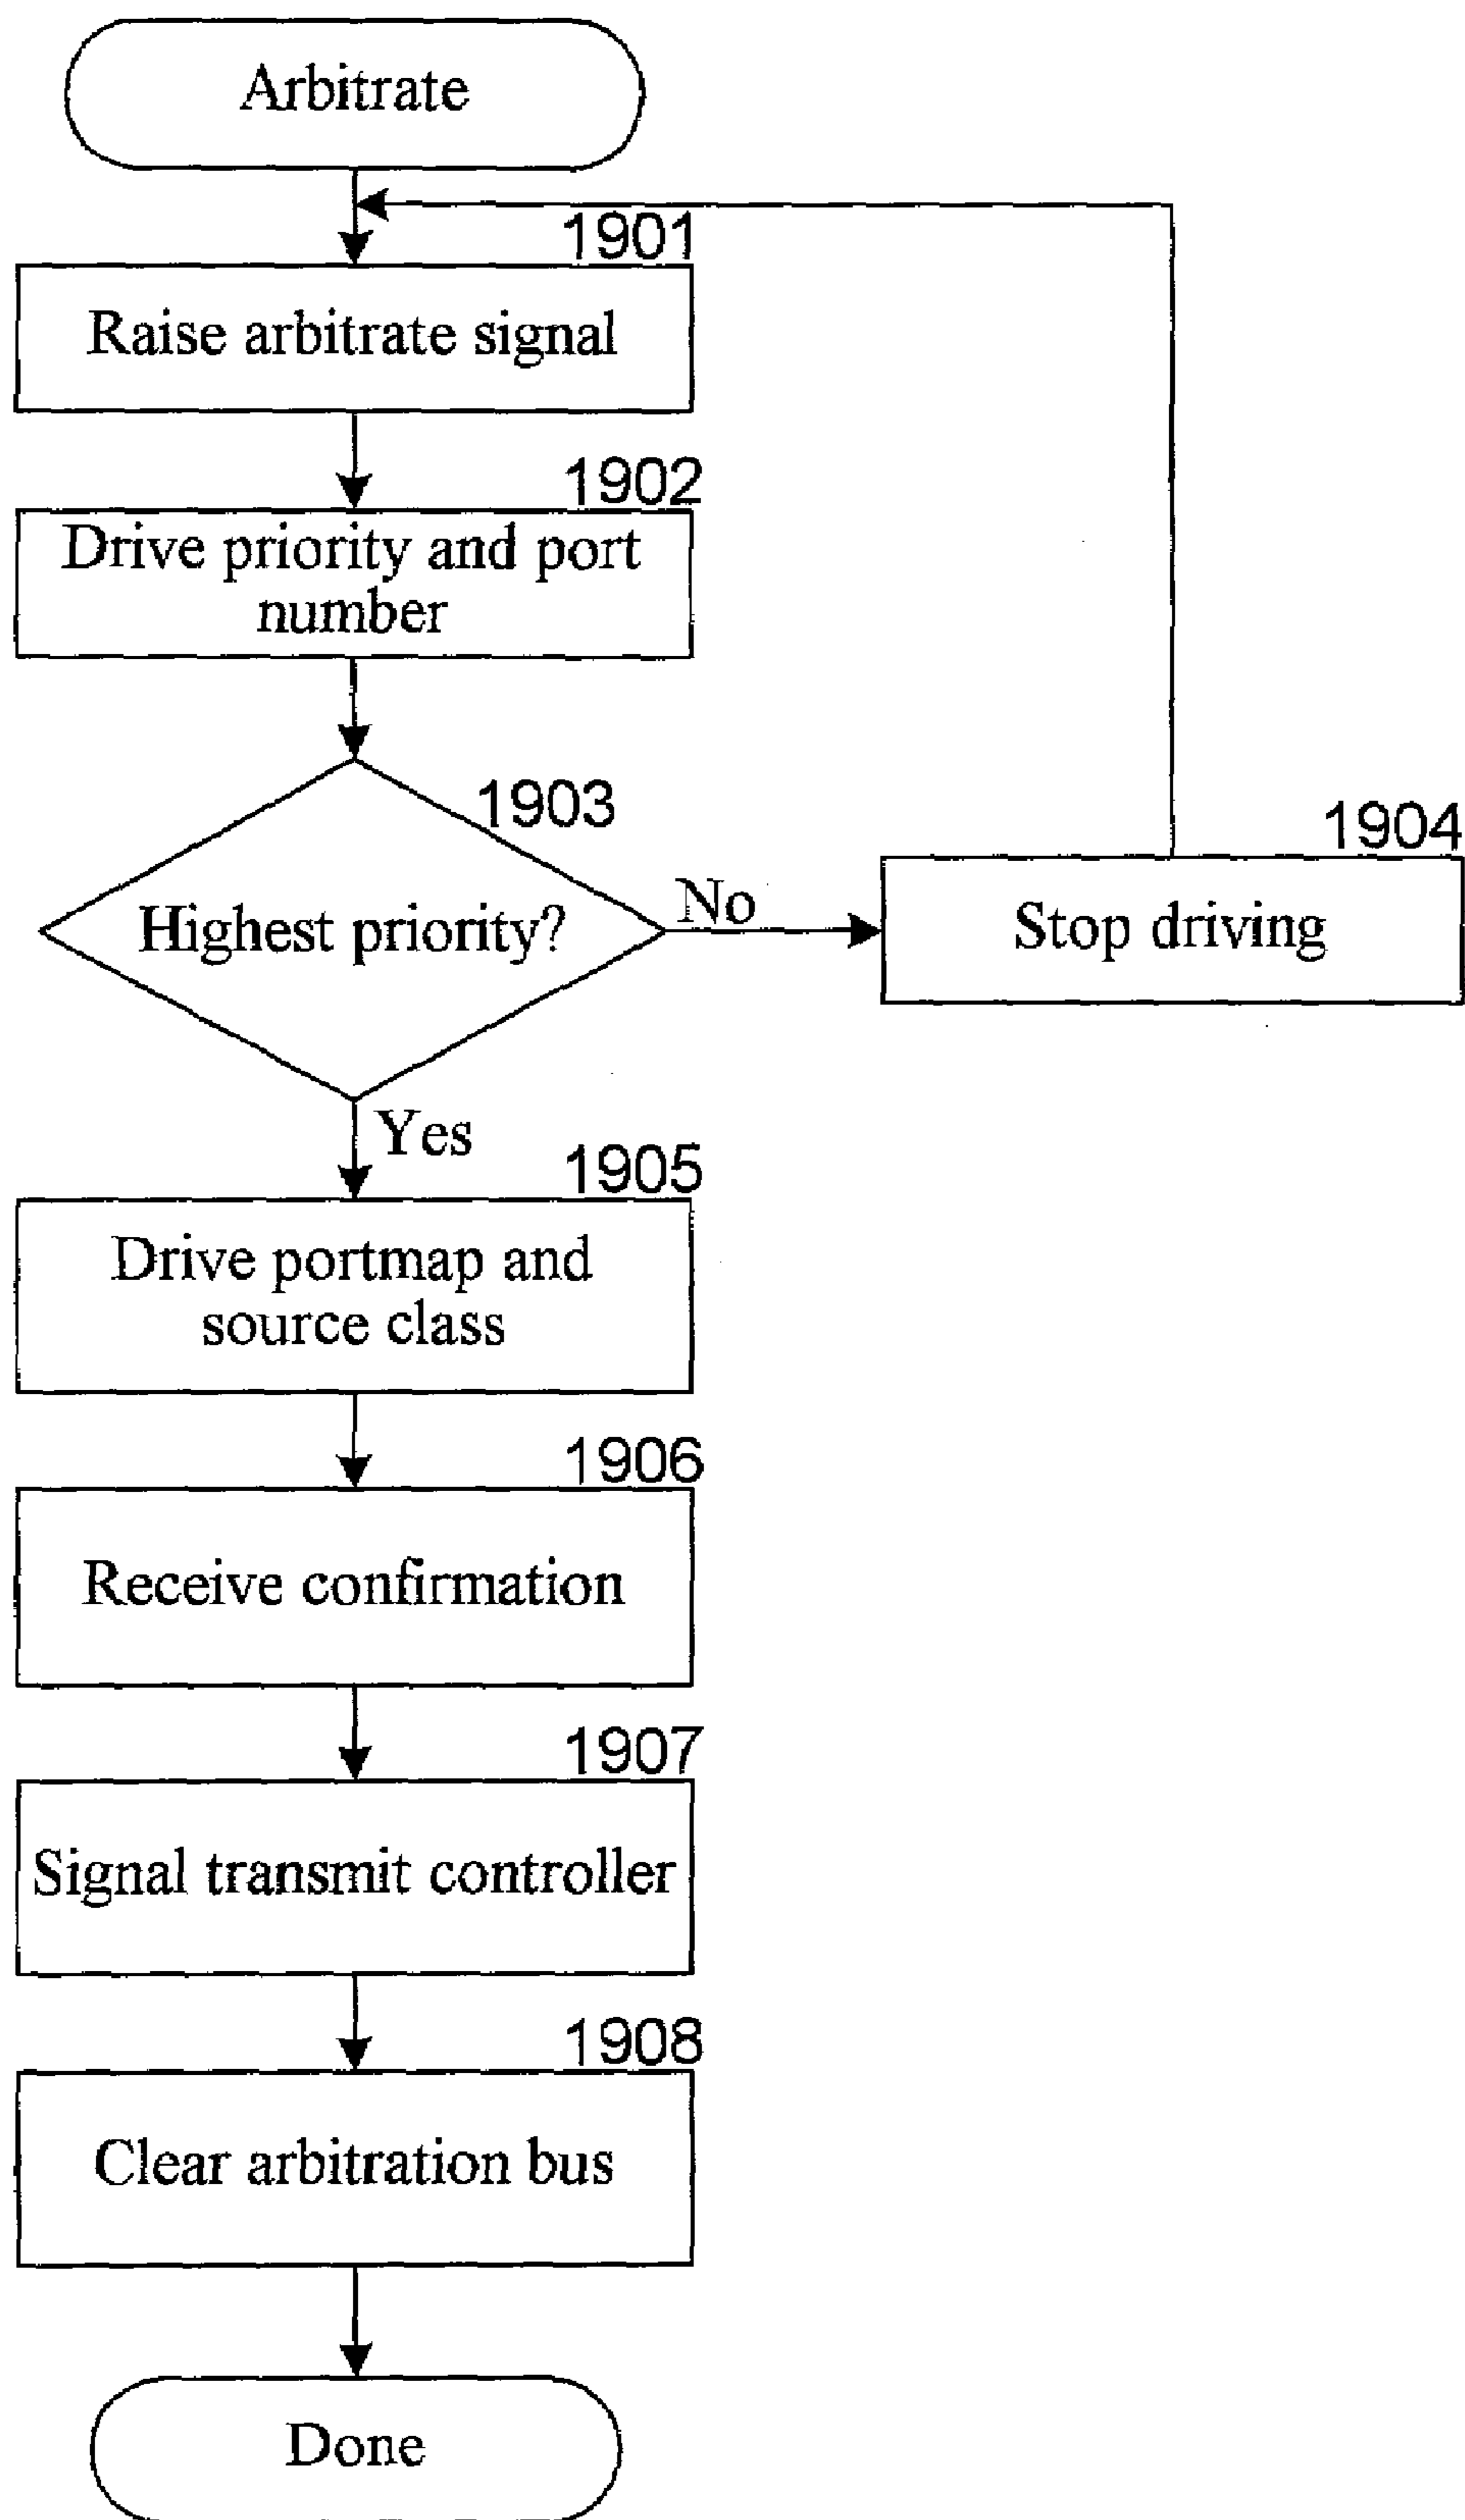 Arbitrate
1901
Raise arbitrate signal
1902
Drive priority and port
number
1903
Highest priority?
No
1904
Stop driving
Yes
1905
Drive portmap and
source class
1906
Receive confirmation
1907
Signal transmit controller
1908
Clear arbitration bus
Done